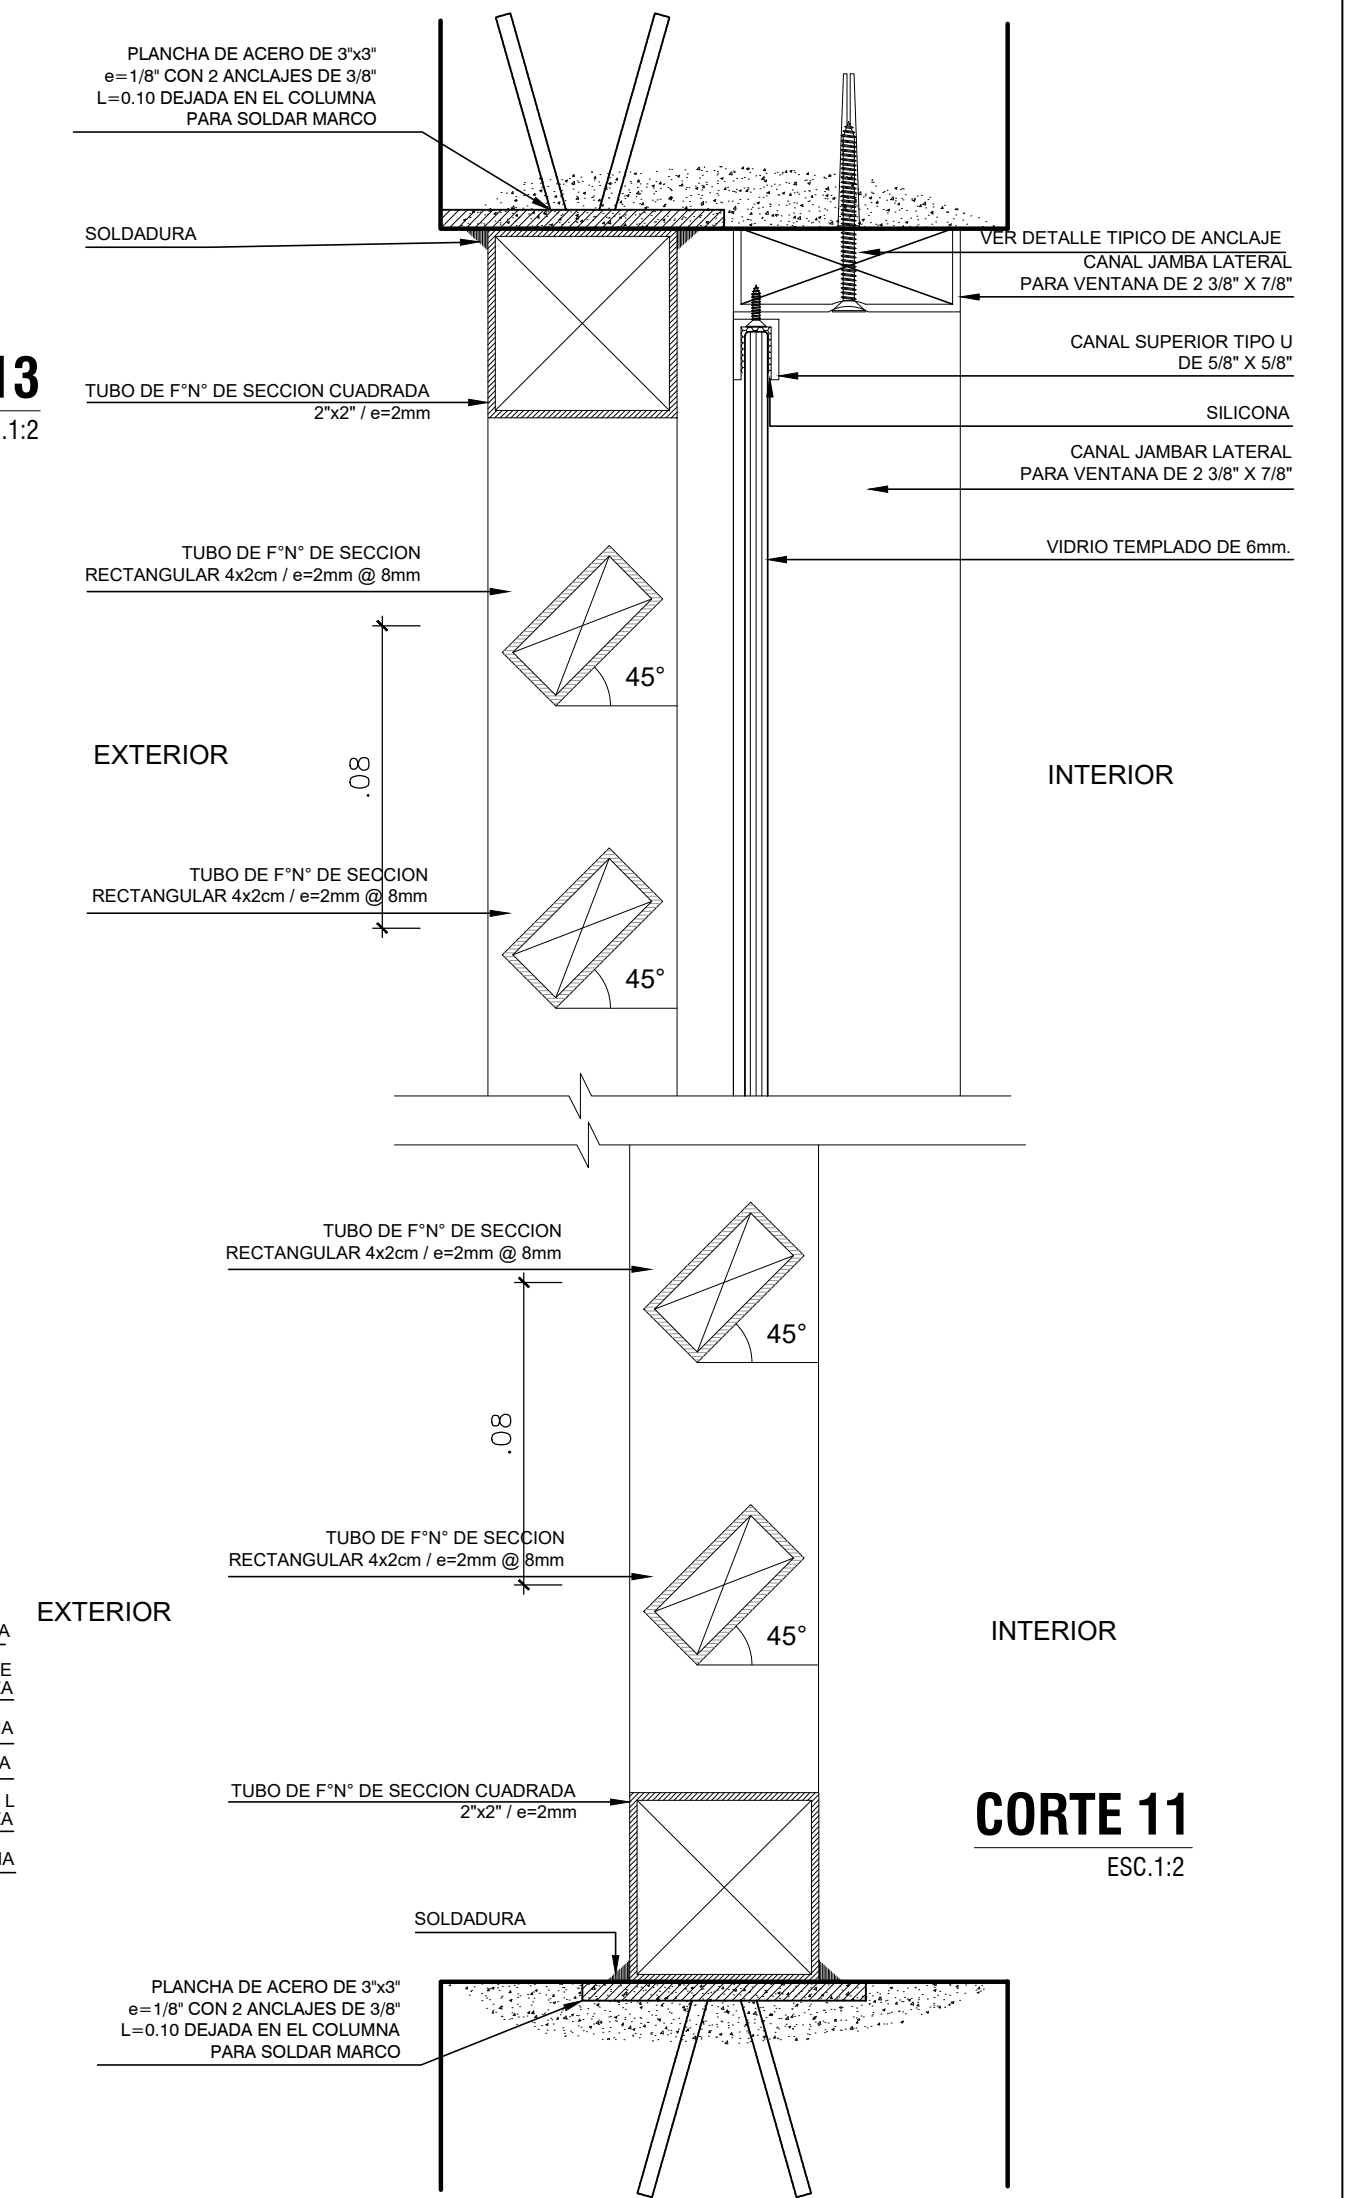 PLANCHA DE ACERO DE 3"x3"
e=1/8" CON 2 ANCLAJES DE 3/8"
L=0.10 DEJADA EN EL COLUMNA
PARA SOLDAR MARCO
SOLDADURA
VER DETALLE TIPICO DE ANCLAJE
CANAL JAMBA LATERAL
PARA VENTANA DE 2 3/8" X 7/8"
CANAL SUPERIOR TIPO U
DE 5/8" X 5/8"
13
.1:2
TUBO DE F°N° DE SECCION CUADRADA
2"x2" / e=2mm
SILICONA
CANAL JAMBAR LATERAL
PARA VENTANA DE 2 3/8" X 7/8"
VIDRIO TEMPLADO DE 6mm.
TUBO DE F°N° DE SECCION
RECTANGULAR 4x2cm / e=2mm @ 8mm
45°
EXTERIOR
.08
INTERIOR
TUBO DE F°N° DE SECCION
RECTANGULAR 4x2cm / e=2mm @ 8mm
45°
TUBO DE F°N° DE SECCION
RECTANGULAR 4x2cm / e=2mm @ 8mm
45°
.08
TUBO DE F°N° DE SECCION
RECTANGULAR 4x2cm / e=2mm @ 8mm
45°
EXTERIOR
INTERIOR
A
E
A
A
L
TUBO DE F°N° DE SECCION CUADRADA
2"x2" / e=2mm
CORTE 11
ESC.1:2
SOLDADURA
PLANCHA DE ACERO DE 3"x3"
e=1/8" CON 2 ANCLAJES DE 3/8"
L=0.10 DEJADA EN EL COLUMNA
PARA SOLDAR MARCO